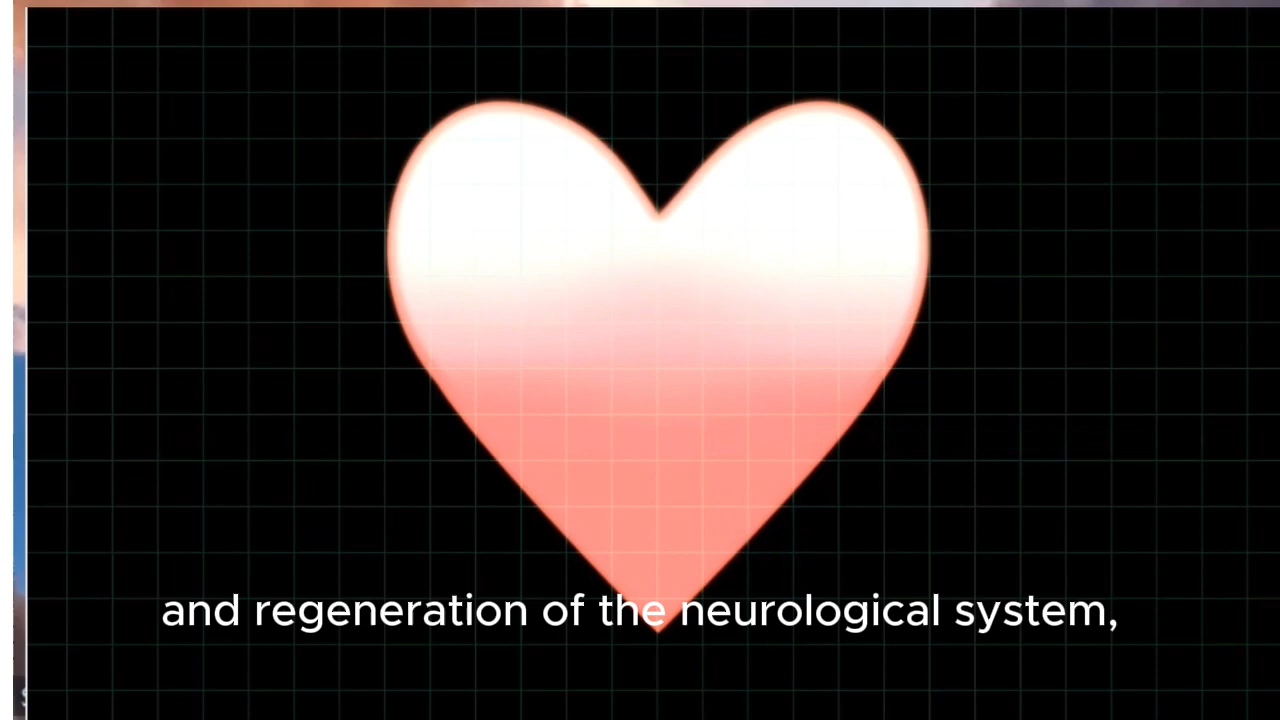 and regeneration of the neurological system,